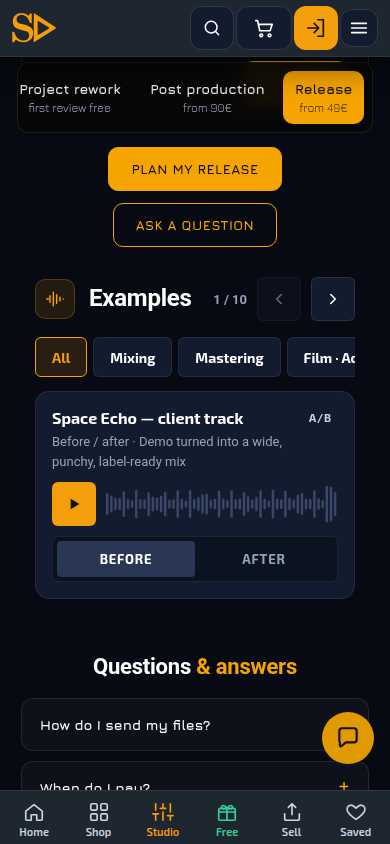 Project rework
first review free
Post production
from 90€
Release
from 49€
PLAN MY RELEASE
ASK A QUESTION
Examples
1 / 10
All
Mixing
Mastering
Film · Ad
Space Echo — client track
A/B
Before / after · Demo turned into a wide,
punchy, label-ready mix
BEFORE
AFTER
Questions & answers
How do I send my files?
When do I pay?
+
Home
Shop
Studio
Free
Sell
Saved